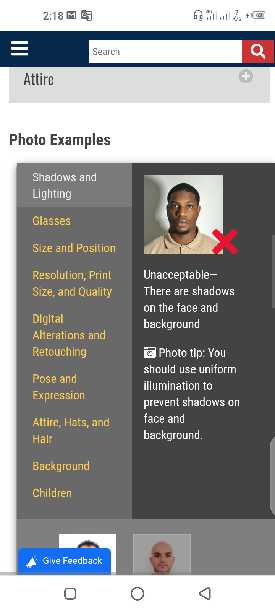 2:18
Search
Attire
Photo Examples
Shadows and
Lighting
Glasses
Size and Position
Resolution, Print
Size, and Quality
Digital
Alterations and
Retouching
Pose and
Expression
Attire, Hats, and
Hair
Background
Children
Unacceptable—
There are shadows
on the face and
background
Photo tip: You
should use uniform
illumination to
prevent shadows on
face and
background.
Give Feedback